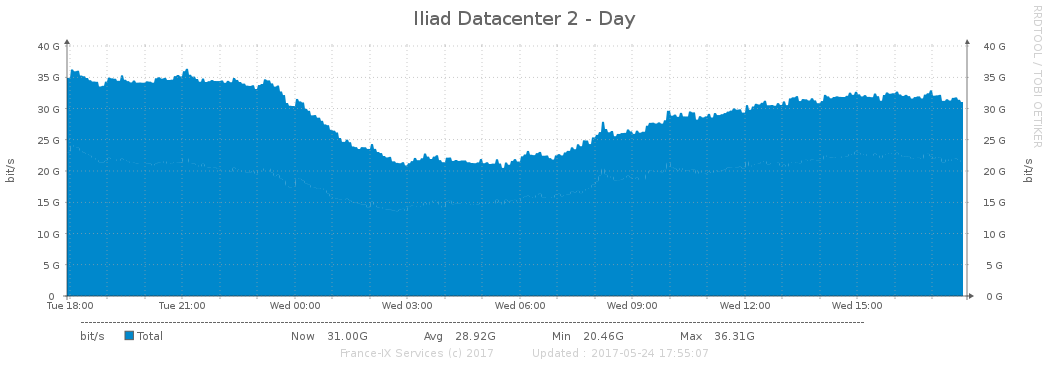 Iliad Datacenter 2 - Day
RRDTOOL / TOBI OETIKER
40 G 40 G
35 G 35 G
30 G 30 G
25 G 25 G
20 G 20 G
15 G 15 G
10 G 10 G
5 G 5 G
0 0 G
bit/s bit/s
Tue 18:00 Tue 21:00 Wed 00:00 Wed 03:00 Wed 06:00 Wed 09:00 Wed 12:00 Wed 15:00
bit/s Total Now 31.00G Avg 28.92G Min 20.46G Max 36.31G
France-IX Services (c) 2017 Updated : 2017-05-24 17:55:07